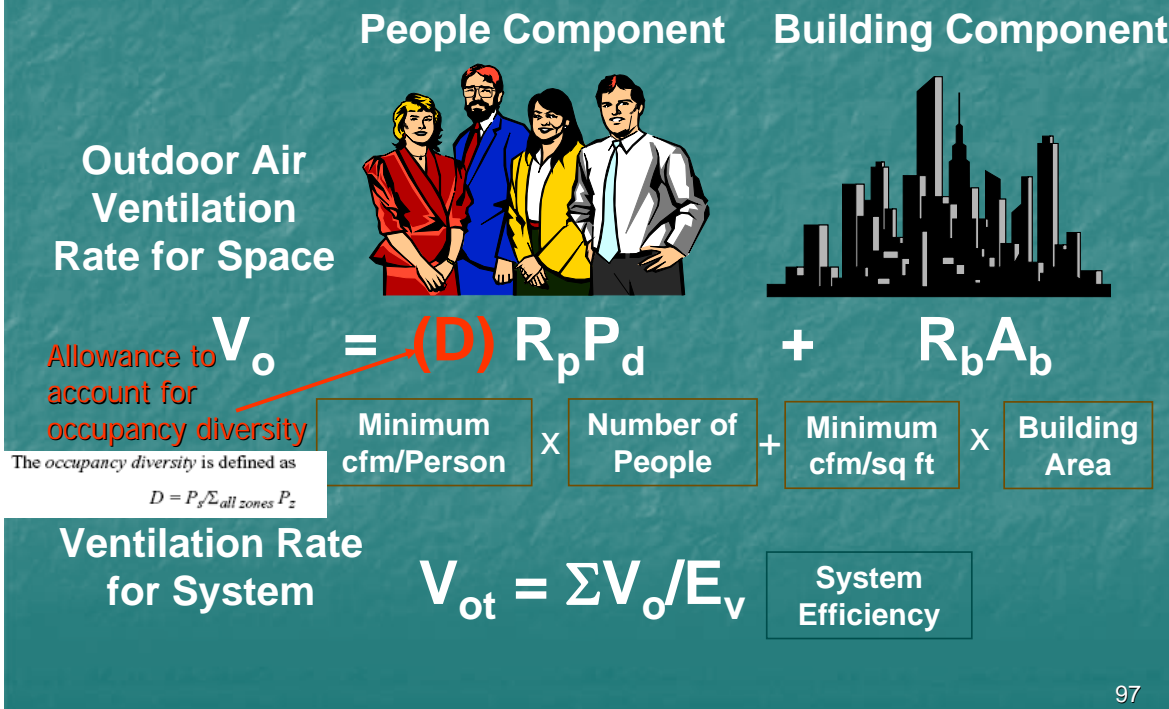 People Component
Building Component
Outdoor Air
Ventilation
Rate for Space
Vo = (D) RpPd + RbAb
Allowance to
account for
occupancy diversity
Minimum
cfm/Person
x
Number of
People
+
Minimum
cfm/sq ft
x
Building
Area
The occupancy diversity is defined as
D = Ps/Σall zones Pz
Ventilation Rate
for System
Vot = ΣVo/Ev
System
Efficiency
97